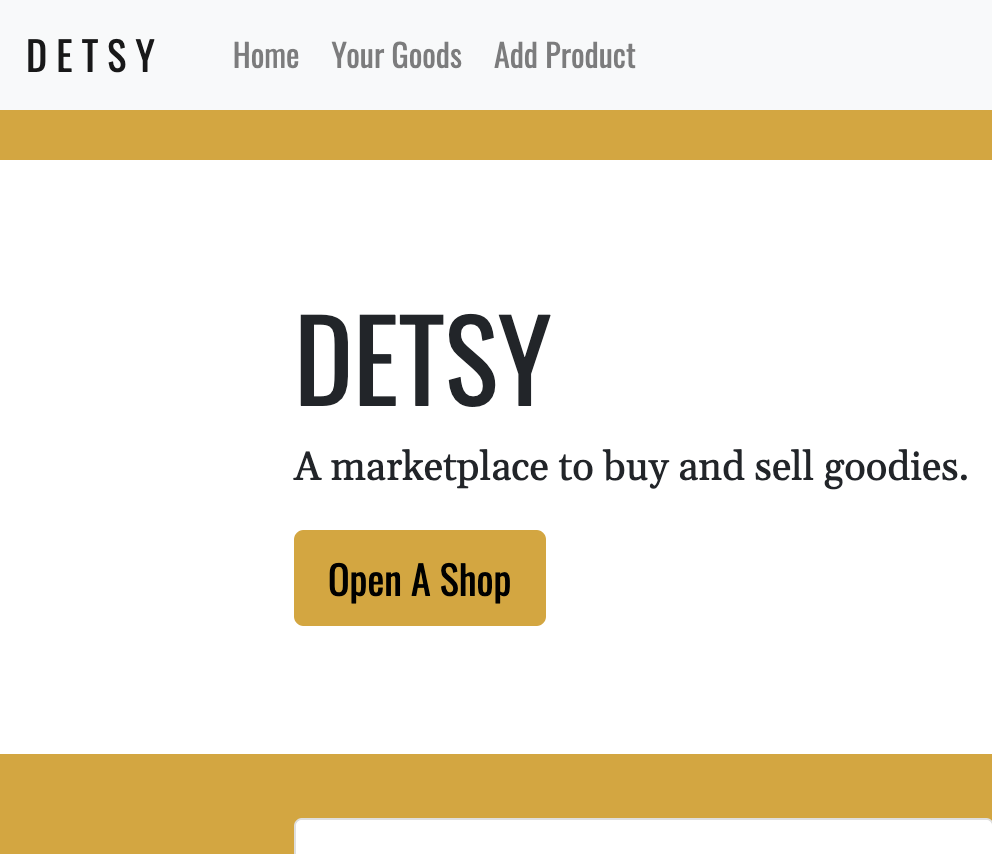 DETSY Home Your Goods Add Product
DETSY
A marketplace to buy and sell goodies.
Open A Shop